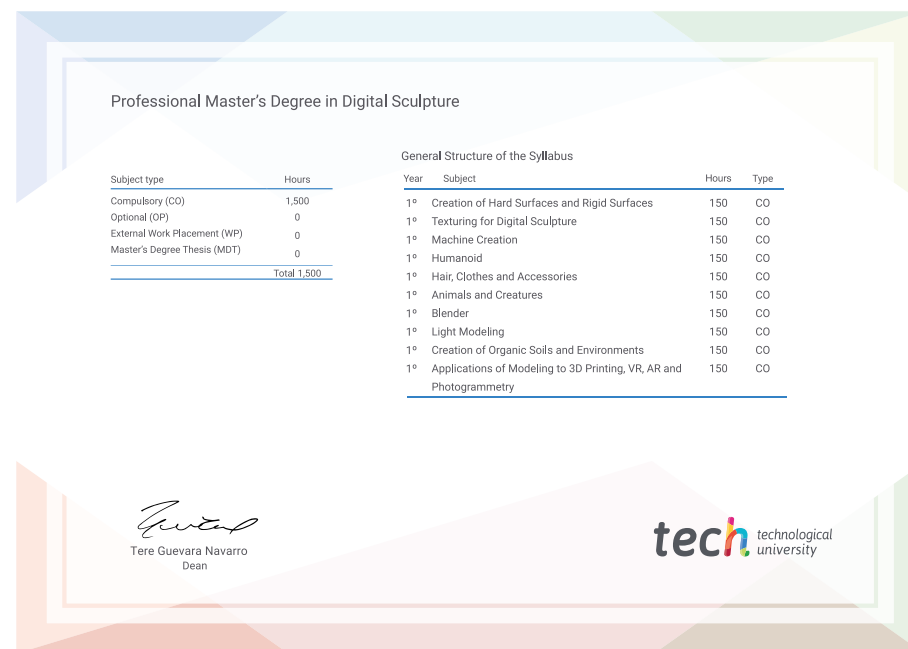 Professional Master's Degree in Digital Sculpture
Subject type Hours
Compulsory (CO) 1,500
Optional (OP) 0
External Work Placement (WP) 0
Master's Degree Thesis (MDT) 0
Total 1,500
General Structure of the Syllabus
Year Subject Hours Type
1º Creation of Hard Surfaces and Rigid Surfaces 150 CO
1º Texturing for Digital Sculpture 150 CO
1º Machine Creation 150 CO
1º Humanoid 150 CO
1º Hair, Clothes and Accessories 150 CO
1º Animals and Creatures 150 CO
1º Blender 150 CO
1º Light Modeling 150 CO
1º Creation of Organic Soils and Environments 150 CO
1º Applications of Modeling to 3D Printing, VR, AR and 150 CO
Photogrammetry
Tere Guevara Navarro
Dean
tech technological
university